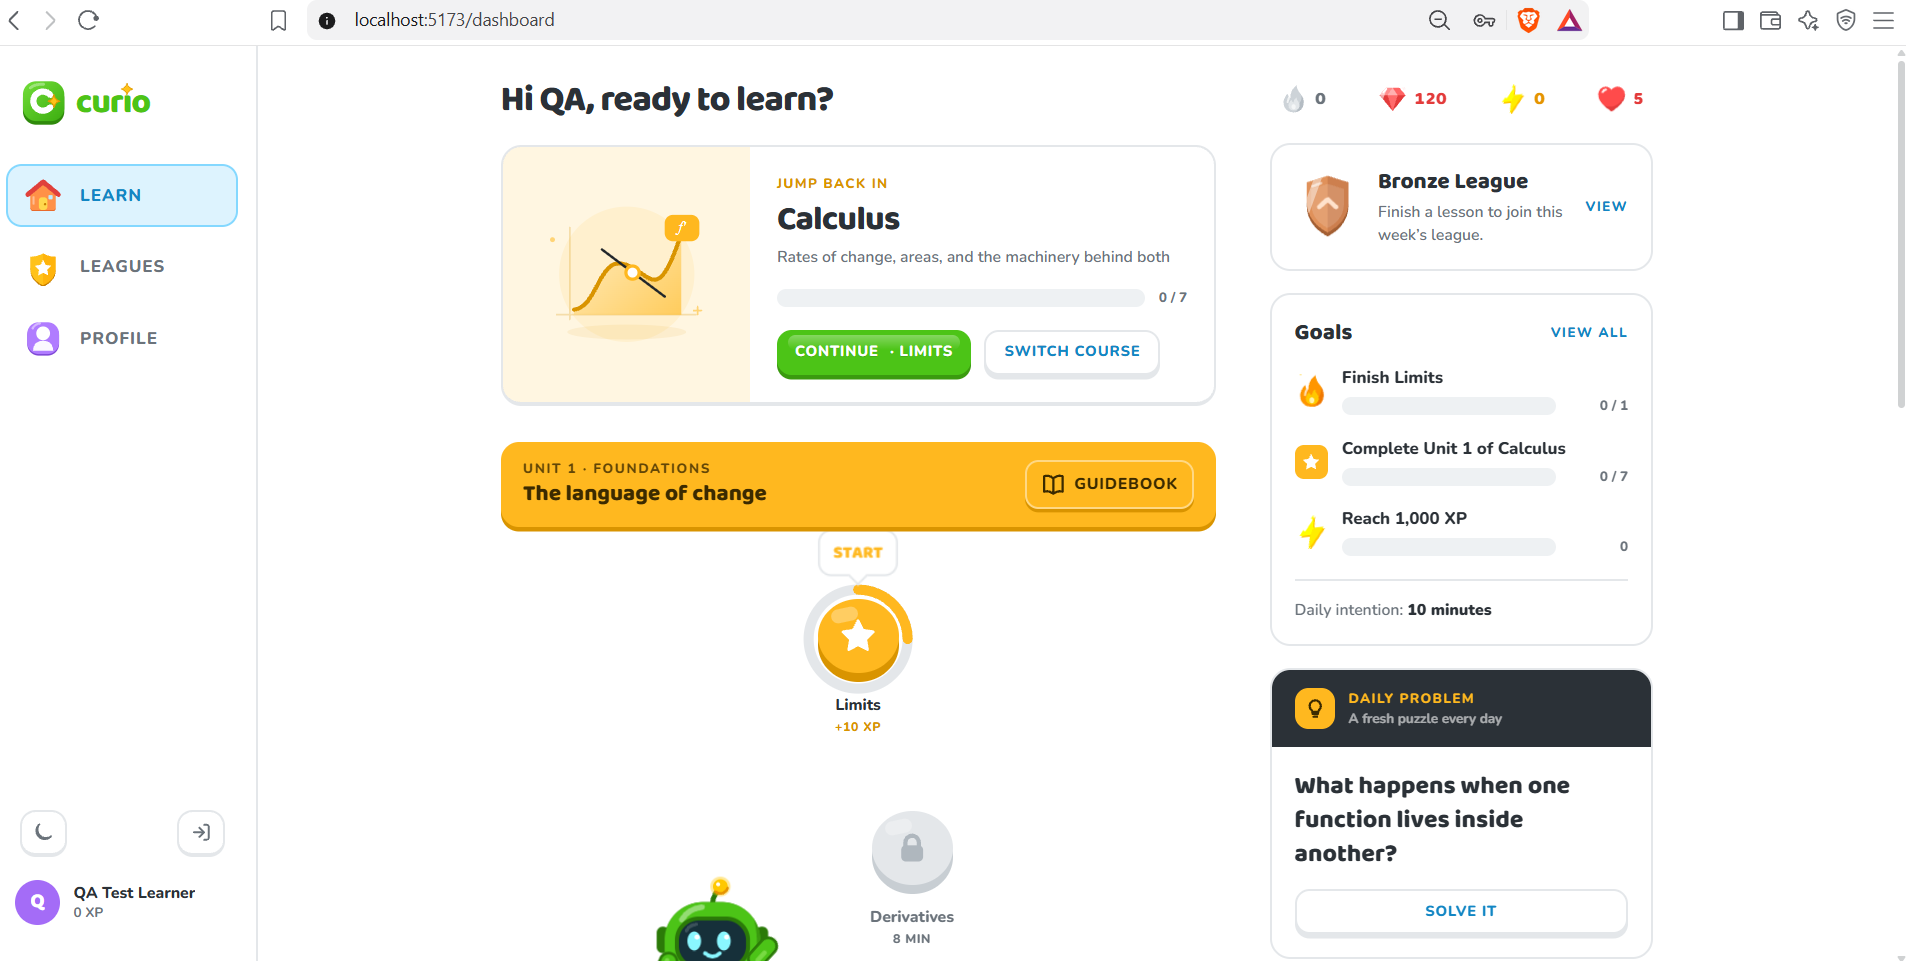 localhost:5173/dashboard
curio
LEARN
LEAGUES
PROFILE
QA Test Learner
0 XP
Q
Hi QA, ready to learn?
0
120
0
5
JUMP BACK IN
Calculus
Rates of change, areas, and the machinery behind both
0 / 7
CONTINUE · LIMITS
SWITCH COURSE
f
UNIT 1 · FOUNDATIONS
The language of change
GUIDEBOOK
START
Limits
+10 XP
Derivatives
8 MIN
Bronze League
Finish a lesson to join this
week’s league.
VIEW
Goals
VIEW ALL
Finish Limits
0 / 1
Complete Unit 1 of Calculus
0 / 7
Reach 1,000 XP
0
Daily intention: 10 minutes
DAILY PROBLEM
A fresh puzzle every day
What happens when one
function lives inside
another?
SOLVE IT